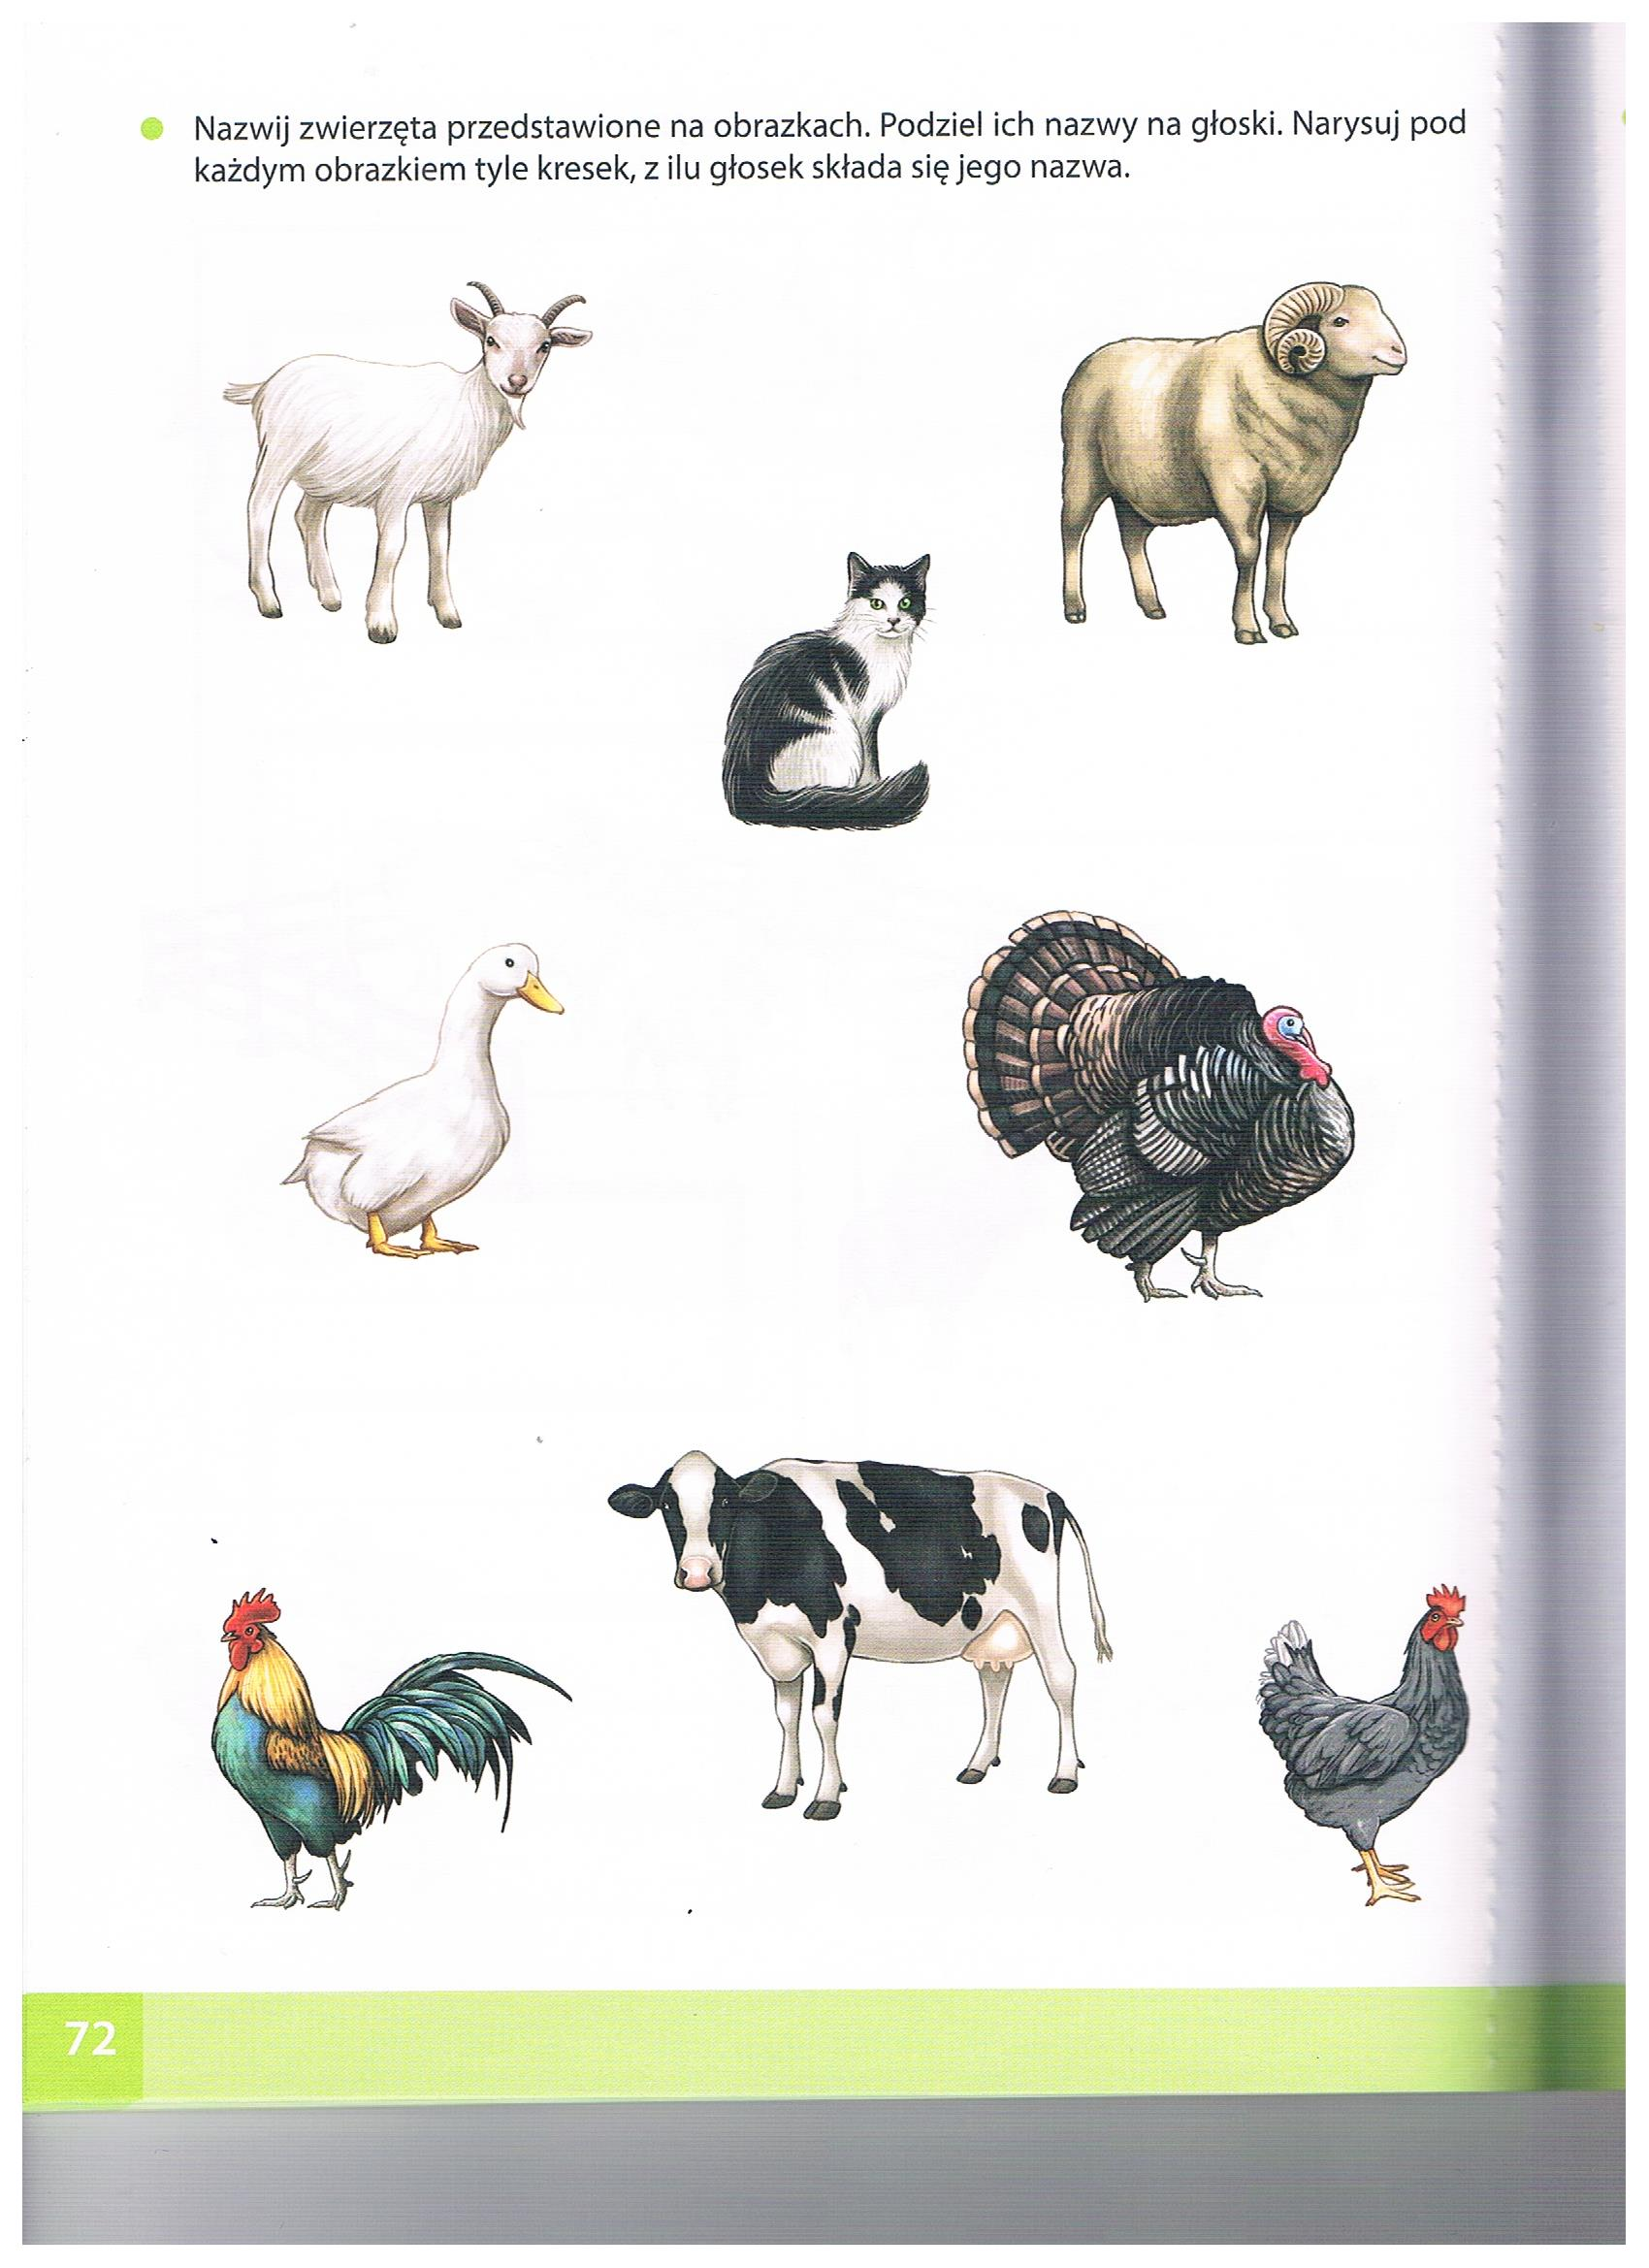 Nazwij zwierzęta przedstawione na obrazkach. Podziel ich nazwy na głoski. Narysuj pod
każdym obrazkiem tyle kresek, z ilu głosek składa się jego nazwa.
72